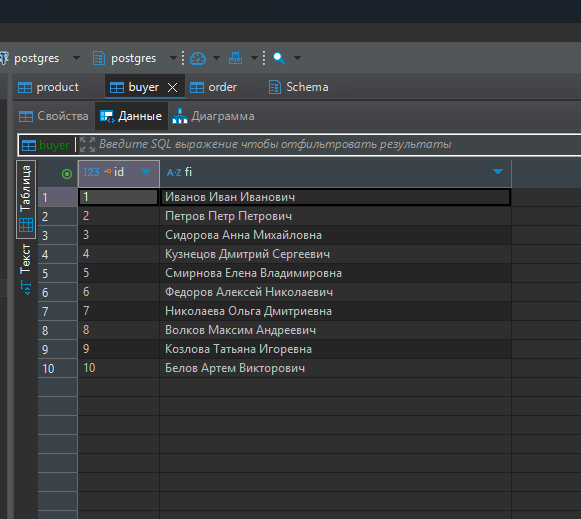 postgres postgres
product buyer order Schema
Свойства Данные Диаграмма
buyer Введите SQL выражение чтобы отфильтровать результаты
Таблица
Текст
123 id A-Z fi
1 1 Иванов Иван Иванович
2 2 Петров Петр Петрович
3 3 Сидорова Анна Михайловна
4 4 Кузнецов Дмитрий Сергеевич
5 5 Смирнова Елена Владимировна
6 6 Федоров Алексей Николаевич
7 7 Николаева Ольга Дмитриевна
8 8 Волков Максим Андреевич
9 9 Козлова Татьяна Игоревна
10 10 Белов Артем Викторович